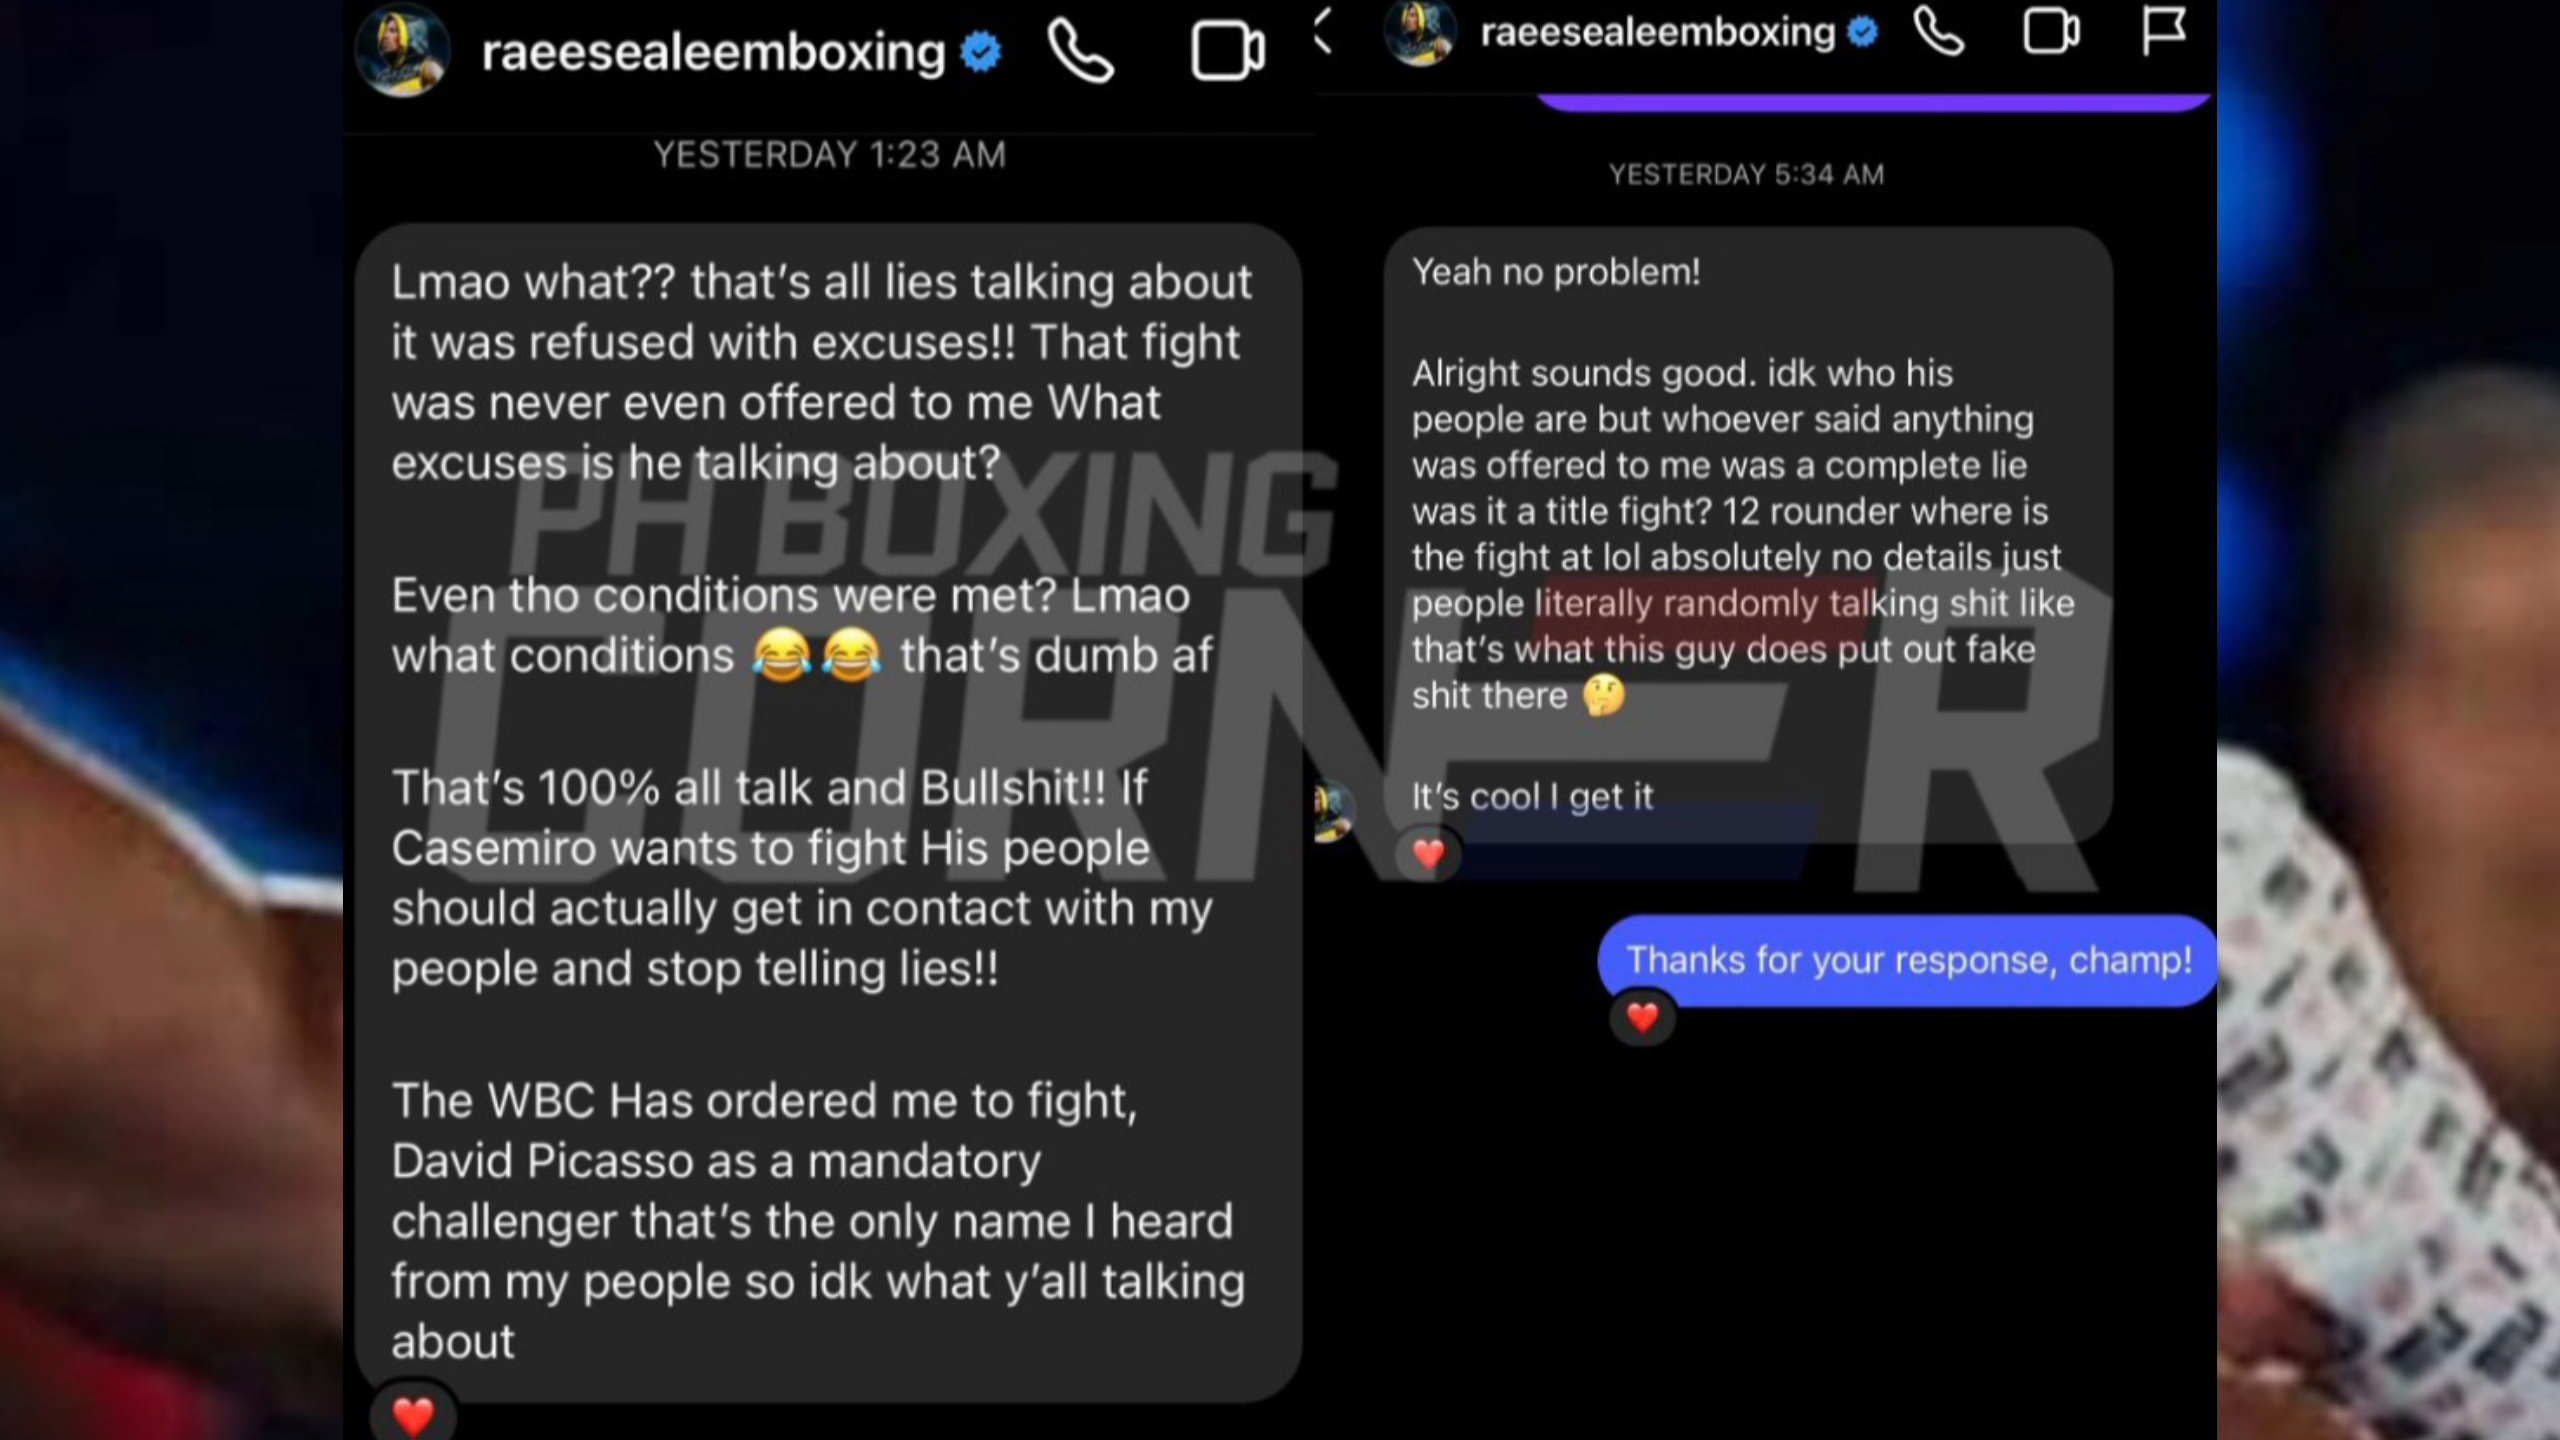 raeesealeemboxing
YESTERDAY 1:23 AM
Lmao what?? that's all lies talking about
it was refused with excuses!! That fight
was never even offered to me What
excuses is he talking about?
Even tho conditions were met? Lmao
what conditions 😂😂 that's dumb af
That's 100% all talk and Bullshit!! If
Casemiro wants to fight His people
should actually get in contact with my
people and stop telling lies!!
The WBC Has ordered me to fight,
David Picasso as a mandatory
challenger that's the only name I heard
from my people so idk what y'all talking
about
❤️
raeesealeemboxing
YESTERDAY 5:34 AM
Yeah no problem!
Alright sounds good. idk who his
people are but whoever said anything
was offered to me was a complete lie
was it a title fight? 12 rounder where is
the fight at lol absolutely no details just
people literally randomly talking shit like
that's what this guy does put out fake
shit there 🤔
It's cool I get it
❤️
Thanks for your response, champ!
❤️
PH BOXING
CORNER